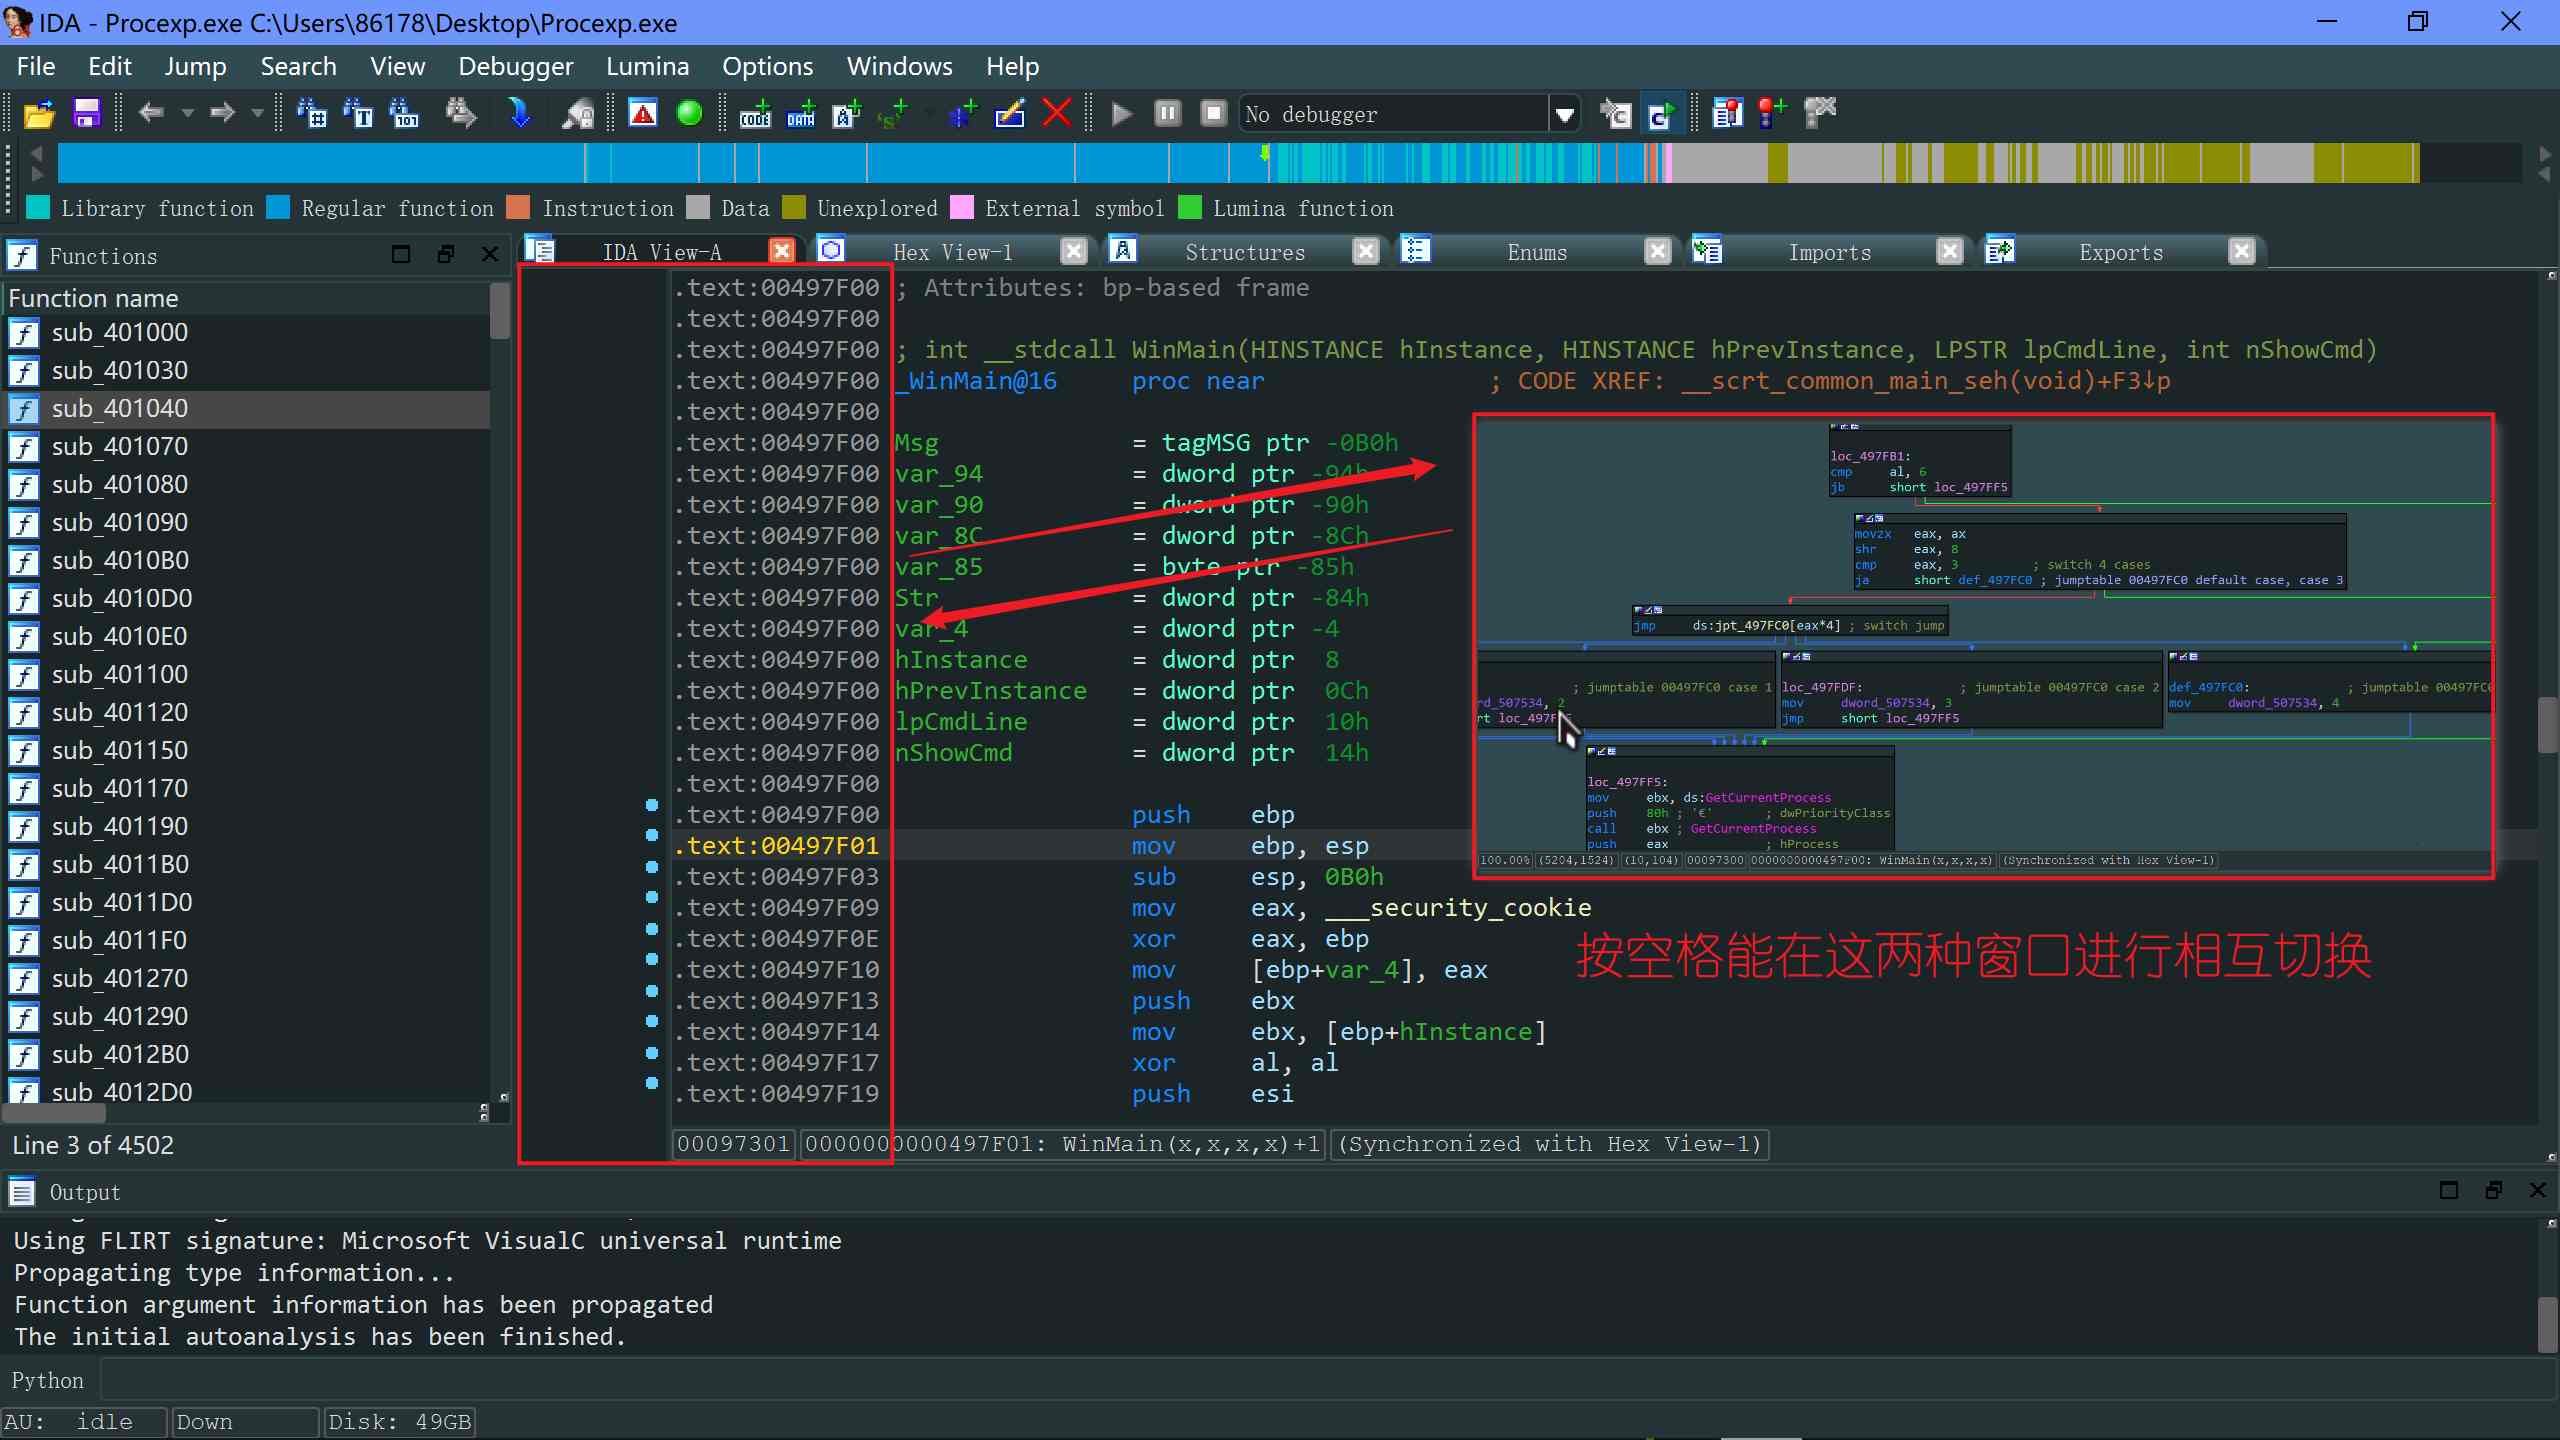 IDA - Procexp.exe C:\Users\86178\Desktop\Procexp.exe
File Edit Jump Search View Debugger Lumina Options Windows Help
No debugger
Library function Regular function Instruction Data Unexplored External symbol Lumina function
Functions
Function name
sub_401000
sub_401030
sub_401040
sub_401070
sub_401080
sub_401090
sub_4010B0
sub_4010D0
sub_4010E0
sub_401100
sub_401120
sub_401150
sub_401170
sub_401190
sub_4011B0
sub_4011D0
sub_4011F0
sub_401270
sub_401290
sub_4012B0
sub_4012D0
Line 3 of 4502
IDA View-A Hex View-1 Structures Enums Imports Exports
.text:00497F00 ; Attributes: bp-based frame
.text:00497F00
.text:00497F00 ; int __stdcall WinMain(HINSTANCE hInstance, HINSTANCE hPrevInstance, LPSTR lpCmdLine, int nShowCmd)
.text:00497F00 _WinMain@16 proc near ; CODE XREF: __scrt_common_main_seh(void)+F3↓p
.text:00497F00
.text:00497F00 Msg = tagMSG ptr -0B0h
.text:00497F00 var_94 = dword ptr -94h
.text:00497F00 var_90 = dword ptr -90h
.text:00497F00 var_8C = dword ptr -8Ch
.text:00497F00 var_85 = byte ptr -85h
.text:00497F00 Str = dword ptr -84h
.text:00497F00 var_4 = dword ptr -4
.text:00497F00 hInstance = dword ptr 8
.text:00497F00 hPrevInstance = dword ptr 0Ch
.text:00497F00 lpCmdLine = dword ptr 10h
.text:00497F00 nShowCmd = dword ptr 14h
.text:00497F00
.text:00497F00 push ebp
.text:00497F01 mov ebp, esp
.text:00497F03 sub esp, 0B0h
.text:00497F09 mov eax, ___security_cookie
.text:00497F0E xor eax, ebp
.text:00497F10 mov [ebp+var_4], eax
.text:00497F13 push ebx
.text:00497F14 mov ebx, [ebp+hInstance]
.text:00497F17 xor al, al
.text:00497F19 push esi
00097301 0000000000497F01: WinMain(x,x,x,x)+1 (Synchronized with Hex View-1)
loc_497FB1:
cmp al, 6
jb short loc_497FF5
movzx eax, ax
shr eax, 8
cmp eax, 3 ; switch 4 cases
ja short def_497FC0 ; jumptable 00497FC0 default case, case 3
jmp ds:jpt_497FC0[eax*4] ; switch jump
; jumptable 00497FC0 case 1
rd_507534, 2
rt loc_497F
loc_497FDF: ; jumptable 00497FC0 case 2
mov dword_507534, 3
jmp short loc_497FF5
def_497FC0: ; jumptable 00497FC0
mov dword_507534, 4
loc_497FF5:
mov ebx, ds:GetCurrentProcess
push 80h ; '€' ; dwPriorityClass
call ebx ; GetCurrentProcess
push eax ; hProcess
100.00% (5204,1524) (10,104) 00097300 0000000000497F00: WinMain(x,x,x,x) (Synchronized with Hex View-1)
按空格能在这两种窗口进行相互切换
Output
Using FLIRT signature: Microsoft VisualC universal runtime
Propagating type information...
Function argument information has been propagated
The initial autoanalysis has been finished.
Python
AU: idle Down Disk: 49GB